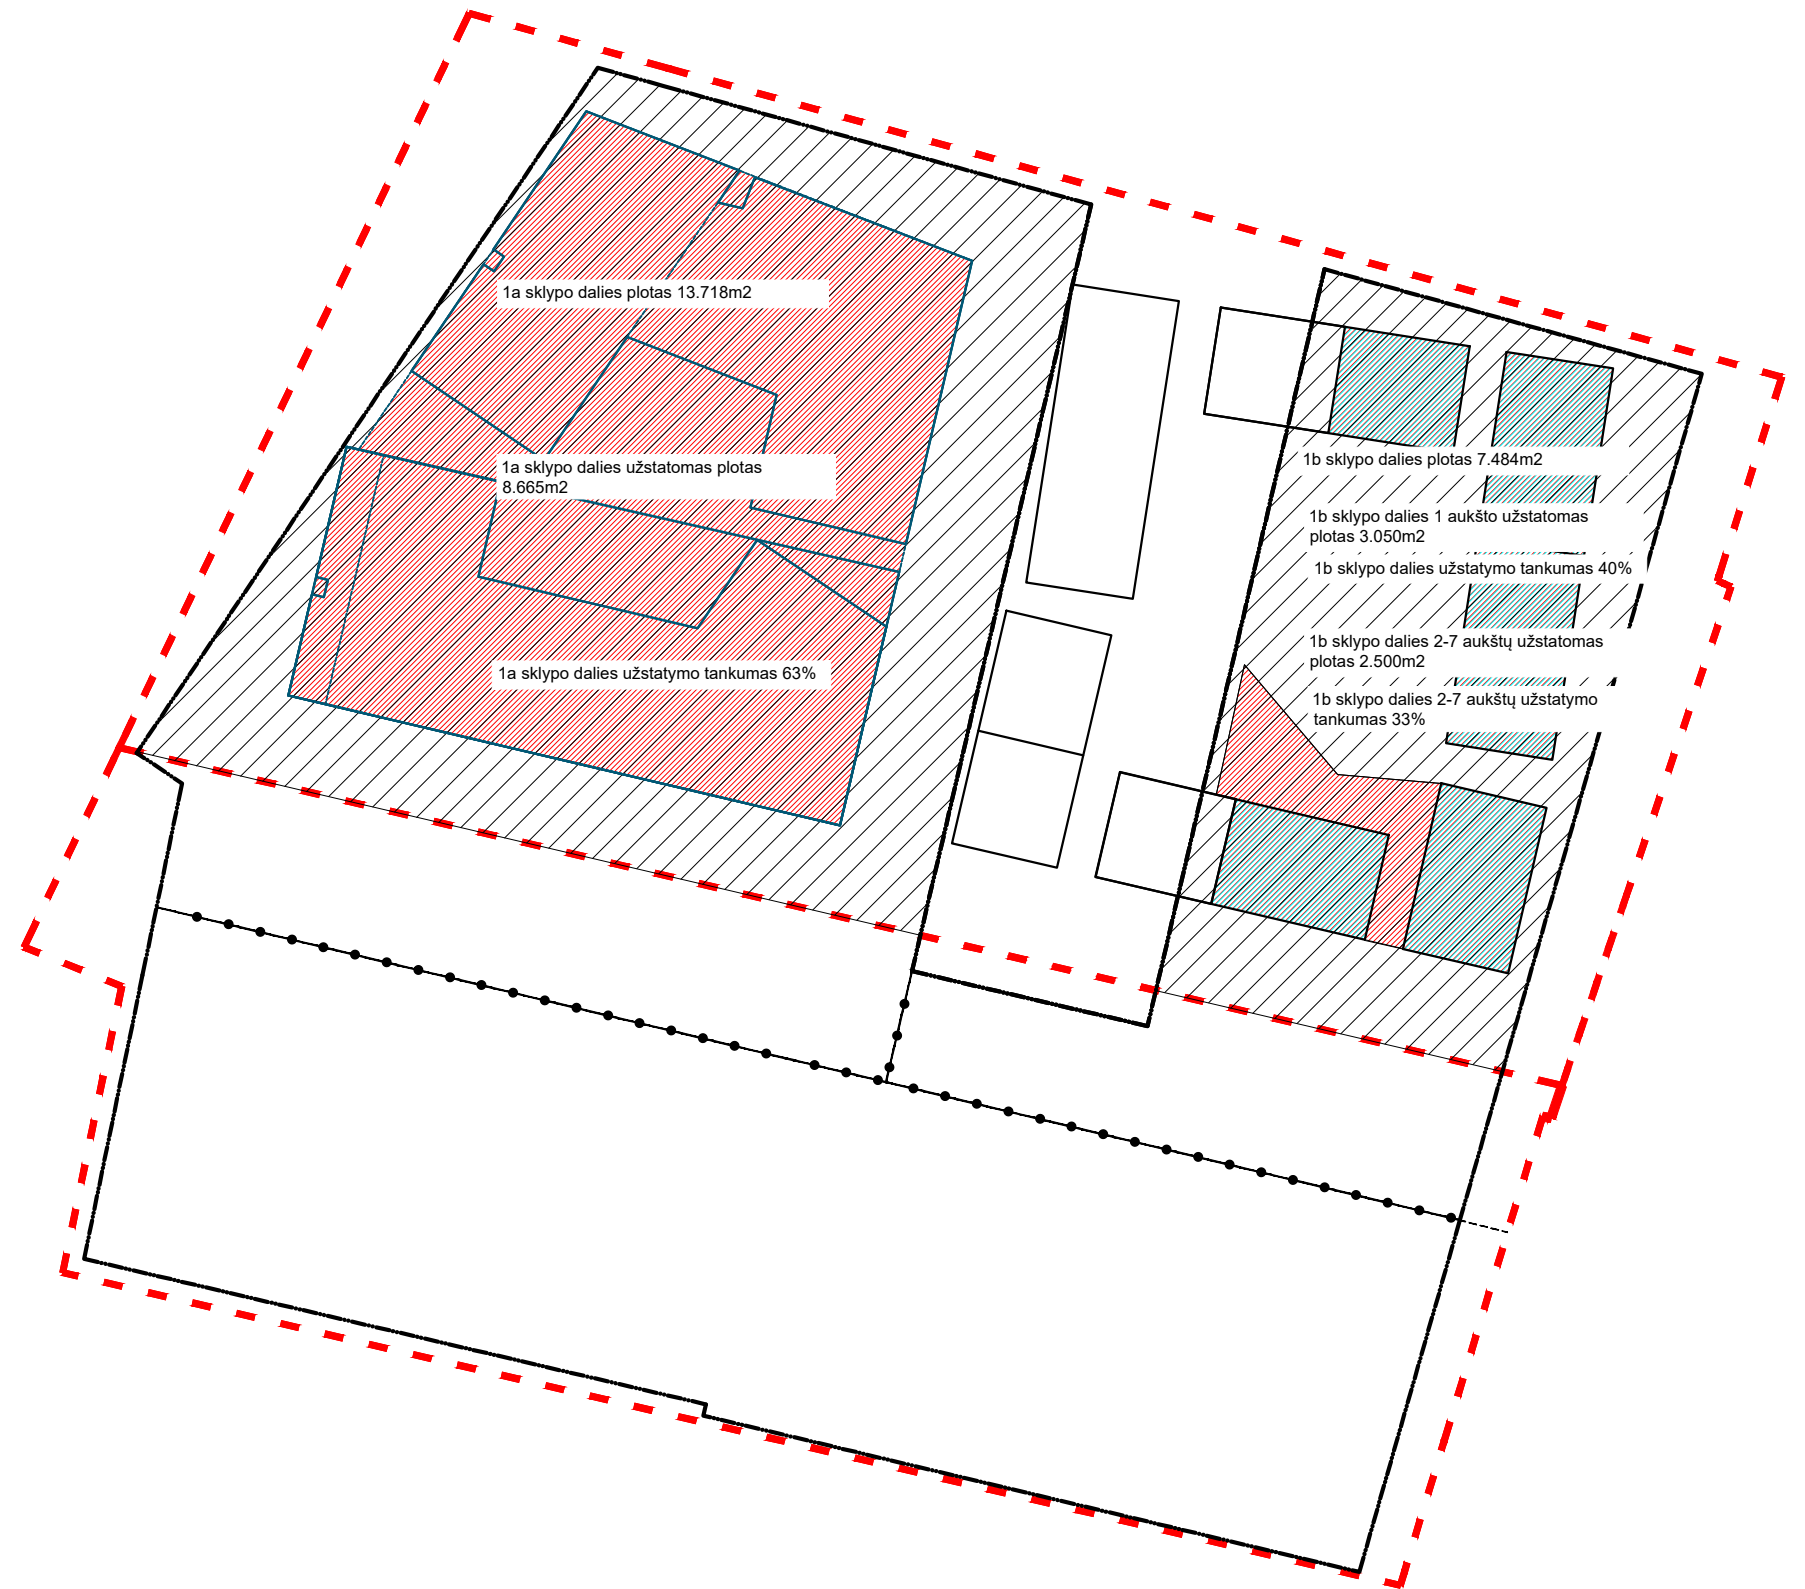 1a sklypo dalies plotas 13.718m2
1a sklypo dalies užstatomas plotas
8.665m2
1a sklypo dalies užstatymo tankumas 63%
1b sklypo dalies plotas 7.484m2
1b sklypo dalies 1 aukšto užstatomas
plotas 3.050m2
1b sklypo dalies užstatymo tankumas 40%
1b sklypo dalies 2-7 aukštų užstatomas
plotas 2.500m2
1b sklypo dalies 2-7 aukštų užstatymo
tankumas 33%